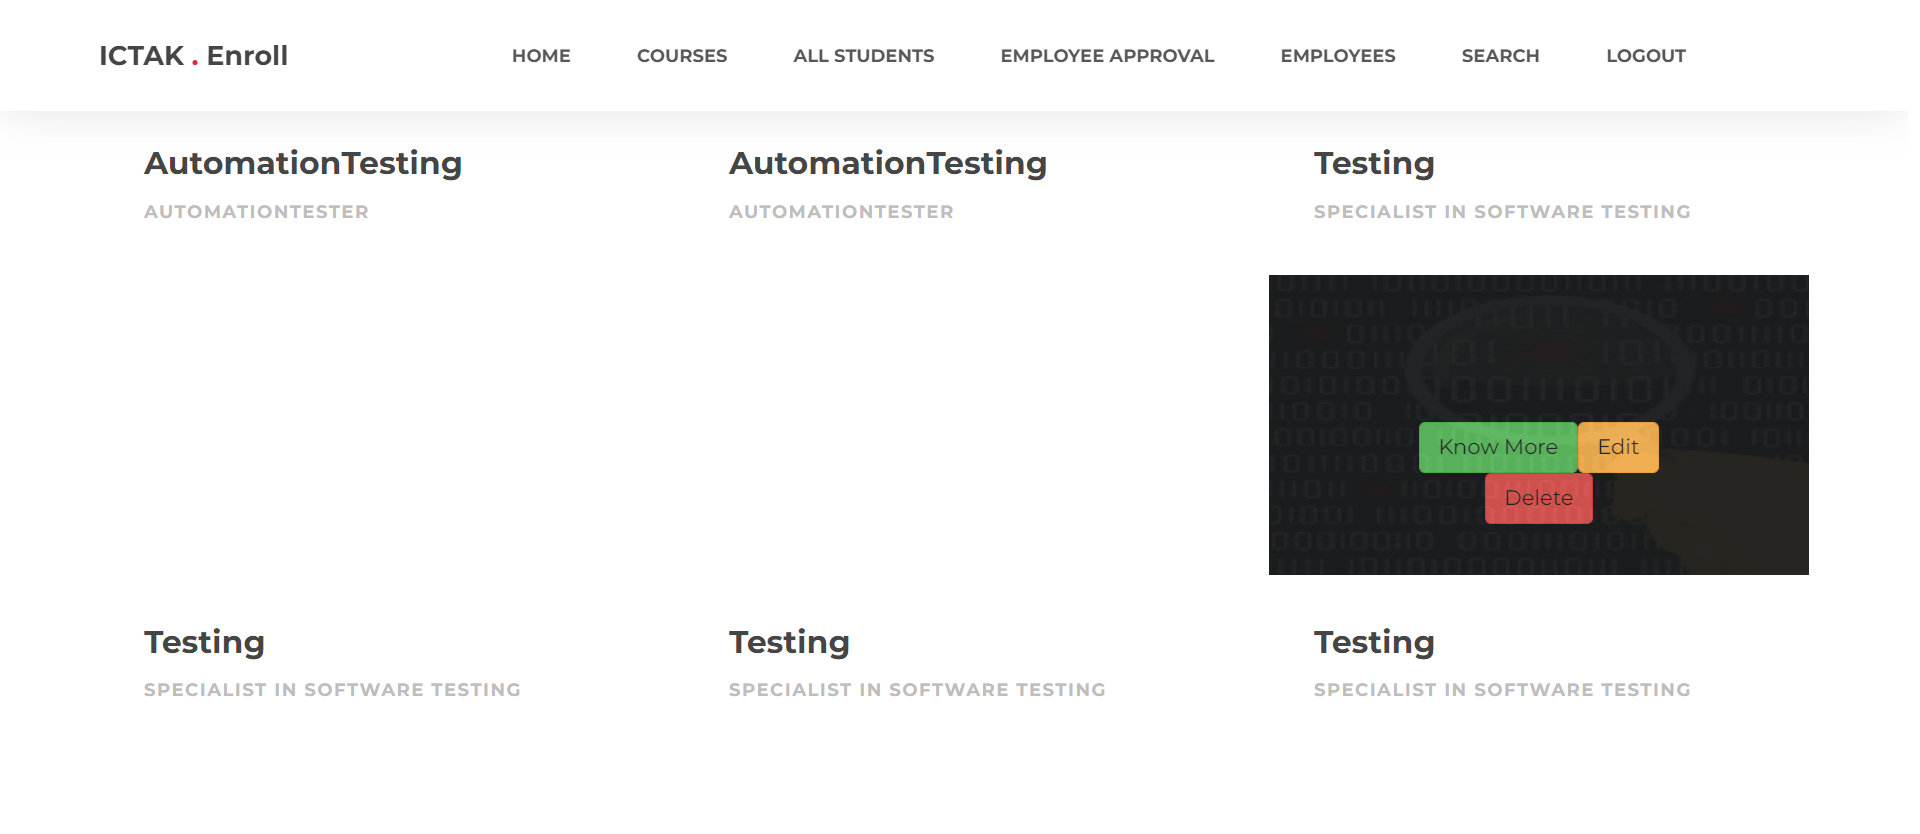 ICTAK . Enroll
HOME COURSES ALL STUDENTS EMPLOYEE APPROVAL EMPLOYEES SEARCH LOGOUT
AutomationTesting AutomationTesting Testing
AUTOMATIONTESTER AUTOMATIONTESTER SPECIALIST IN SOFTWARE TESTING
Know More Edit
Delete
Testing Testing Testing
SPECIALIST IN SOFTWARE TESTING SPECIALIST IN SOFTWARE TESTING SPECIALIST IN SOFTWARE TESTING